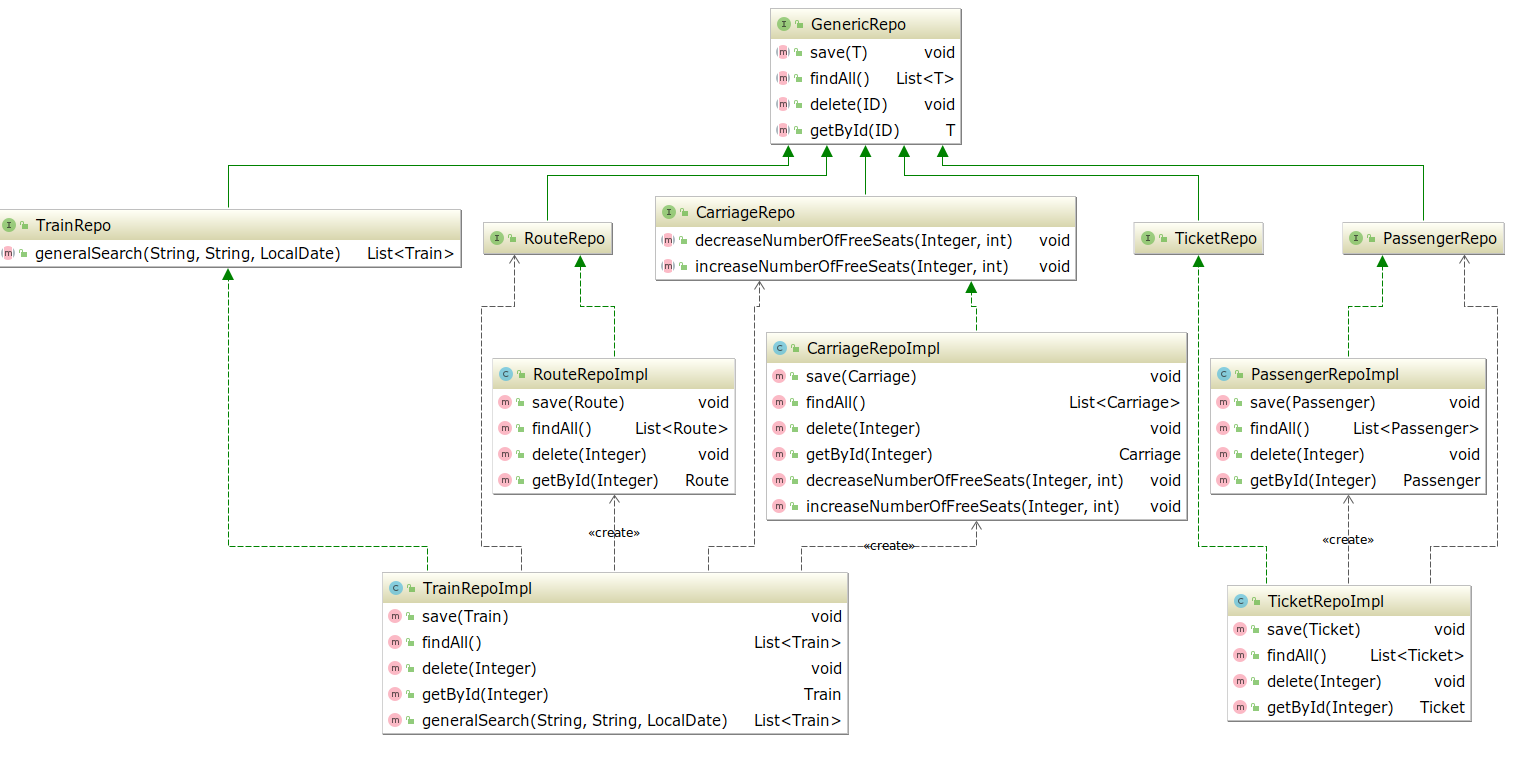 GenericRepo
save(T) void
findAll() List<T>
delete(ID) void
getById(ID) T
TrainRepo
generalSearch(String, String, LocalDate) List<Train>
RouteRepo
CarriageRepo
decreaseNumberOfFreeSeats(Integer, int) void
increaseNumberOfFreeSeats(Integer, int) void
TicketRepo
PassengerRepo
RouteRepoImpl
save(Route) void
findAll() List<Route>
delete(Integer) void
getById(Integer) Route
CarriageRepoImpl
save(Carriage) void
findAll() List<Carriage>
delete(Integer) void
getById(Integer) Carriage
decreaseNumberOfFreeSeats(Integer, int) void
increaseNumberOfFreeSeats(Integer, int) void
PassengerRepoImpl
save(Passenger) void
findAll() List<Passenger>
delete(Integer) void
getById(Integer) Passenger
«create»
«create»
«create»
TrainRepoImpl
save(Train) void
findAll() List<Train>
delete(Integer) void
getById(Integer) Train
generalSearch(String, String, LocalDate) List<Train>
TicketRepoImpl
save(Ticket) void
findAll() List<Ticket>
delete(Integer) void
getById(Integer) Ticket